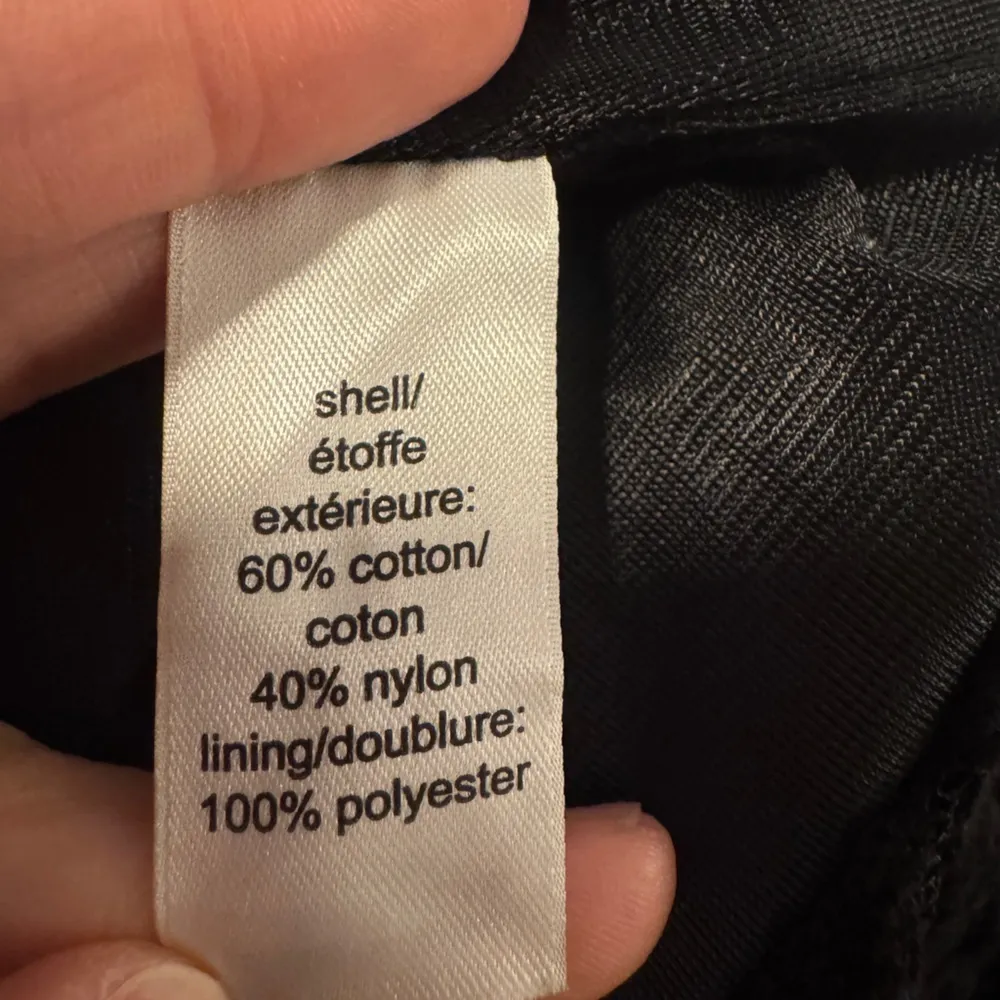 shell/
étoffe
extérieure:
60% cotton/
coton
40% nylon
lining/doublure:
100% polyester